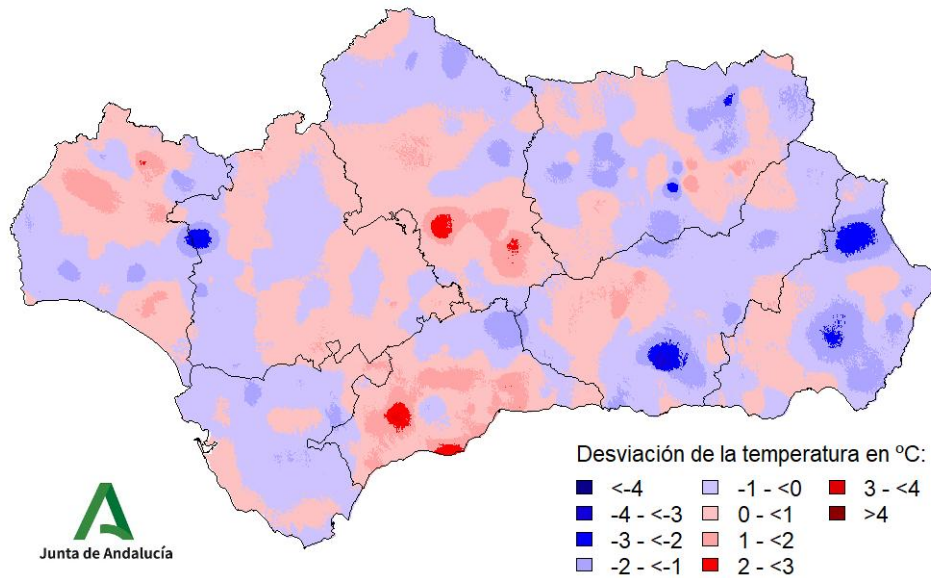 Desviación de la temperatura en ºC:
<-4
-4 - <-3
-3 - <-2
-2 - <-1
-1 - <0
0 - <1
1 - <2
2 - <3
3 - <4
>4
Junta de Andalucía